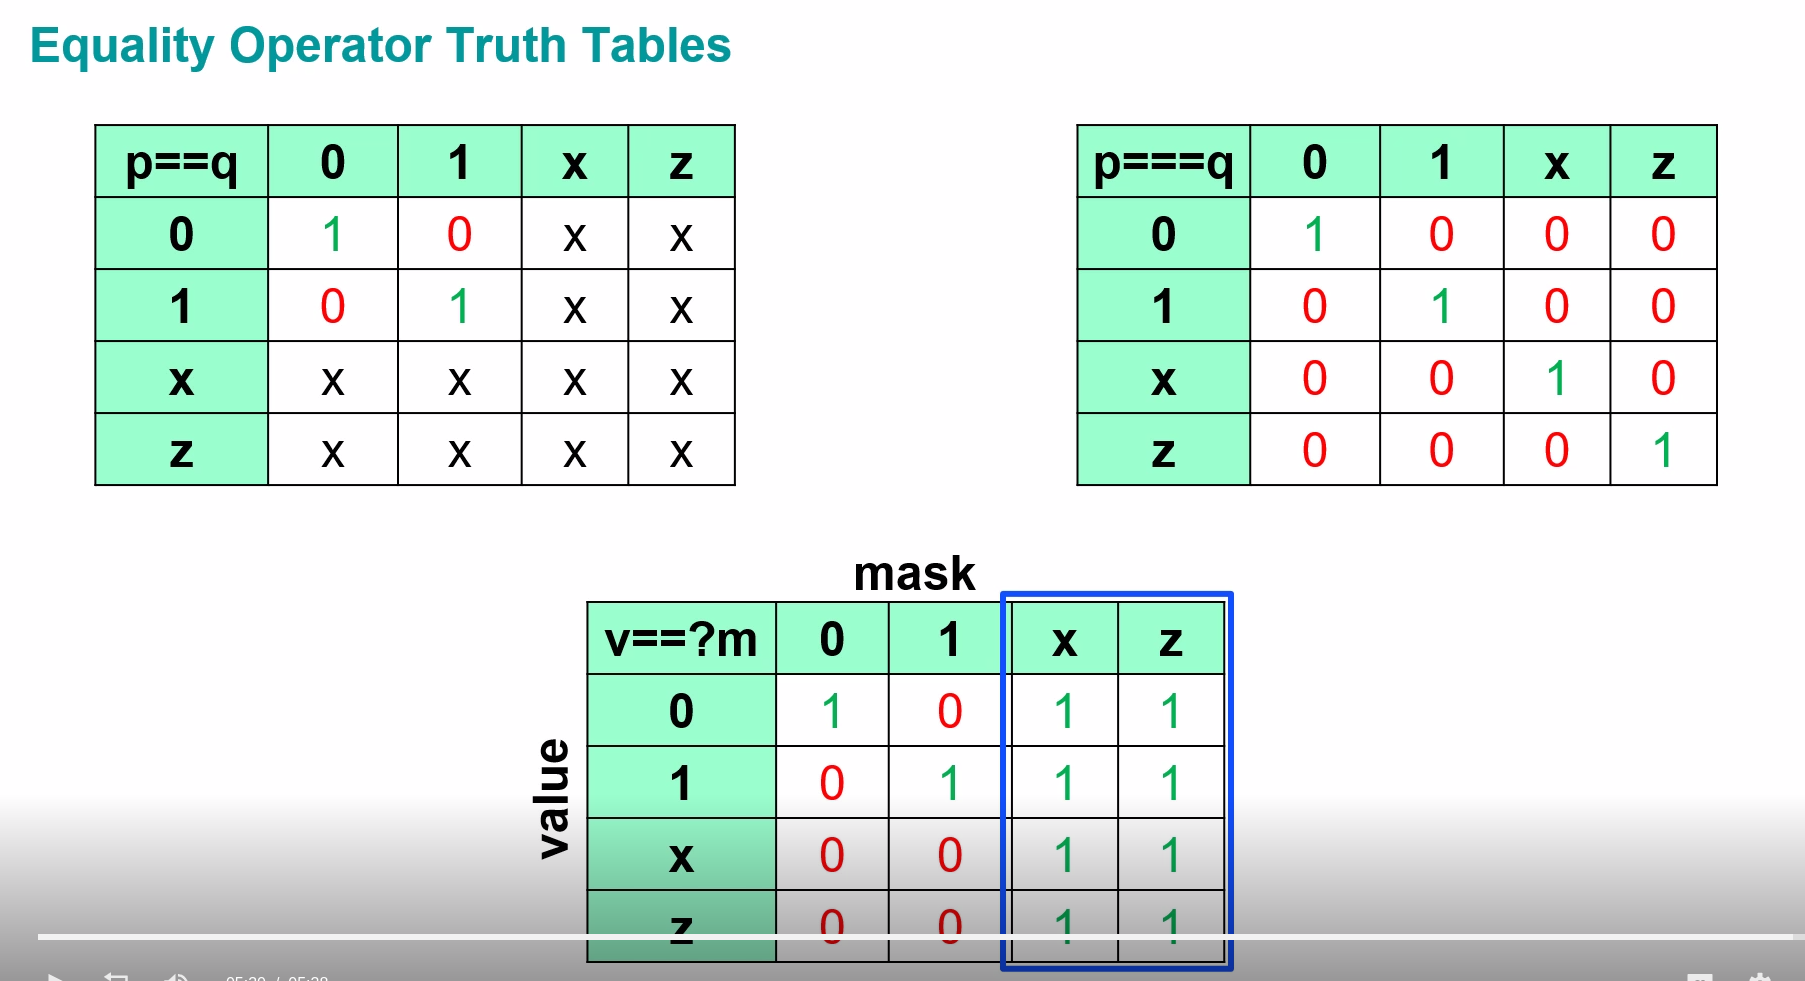 Equality Operator Truth Tables
p==q 0 1 x z
0 1 0 x x
1 0 1 x x
x x x x x
z x x x x
p===q 0 1 x z
0 1 0 0 0
1 0 1 0 0
x 0 0 1 0
z 0 0 0 1
mask
value
v==?m 0 1 x z
0 1 0 1 1
1 0 1 1 1
x 0 0 1 1
z 0 0 1 1